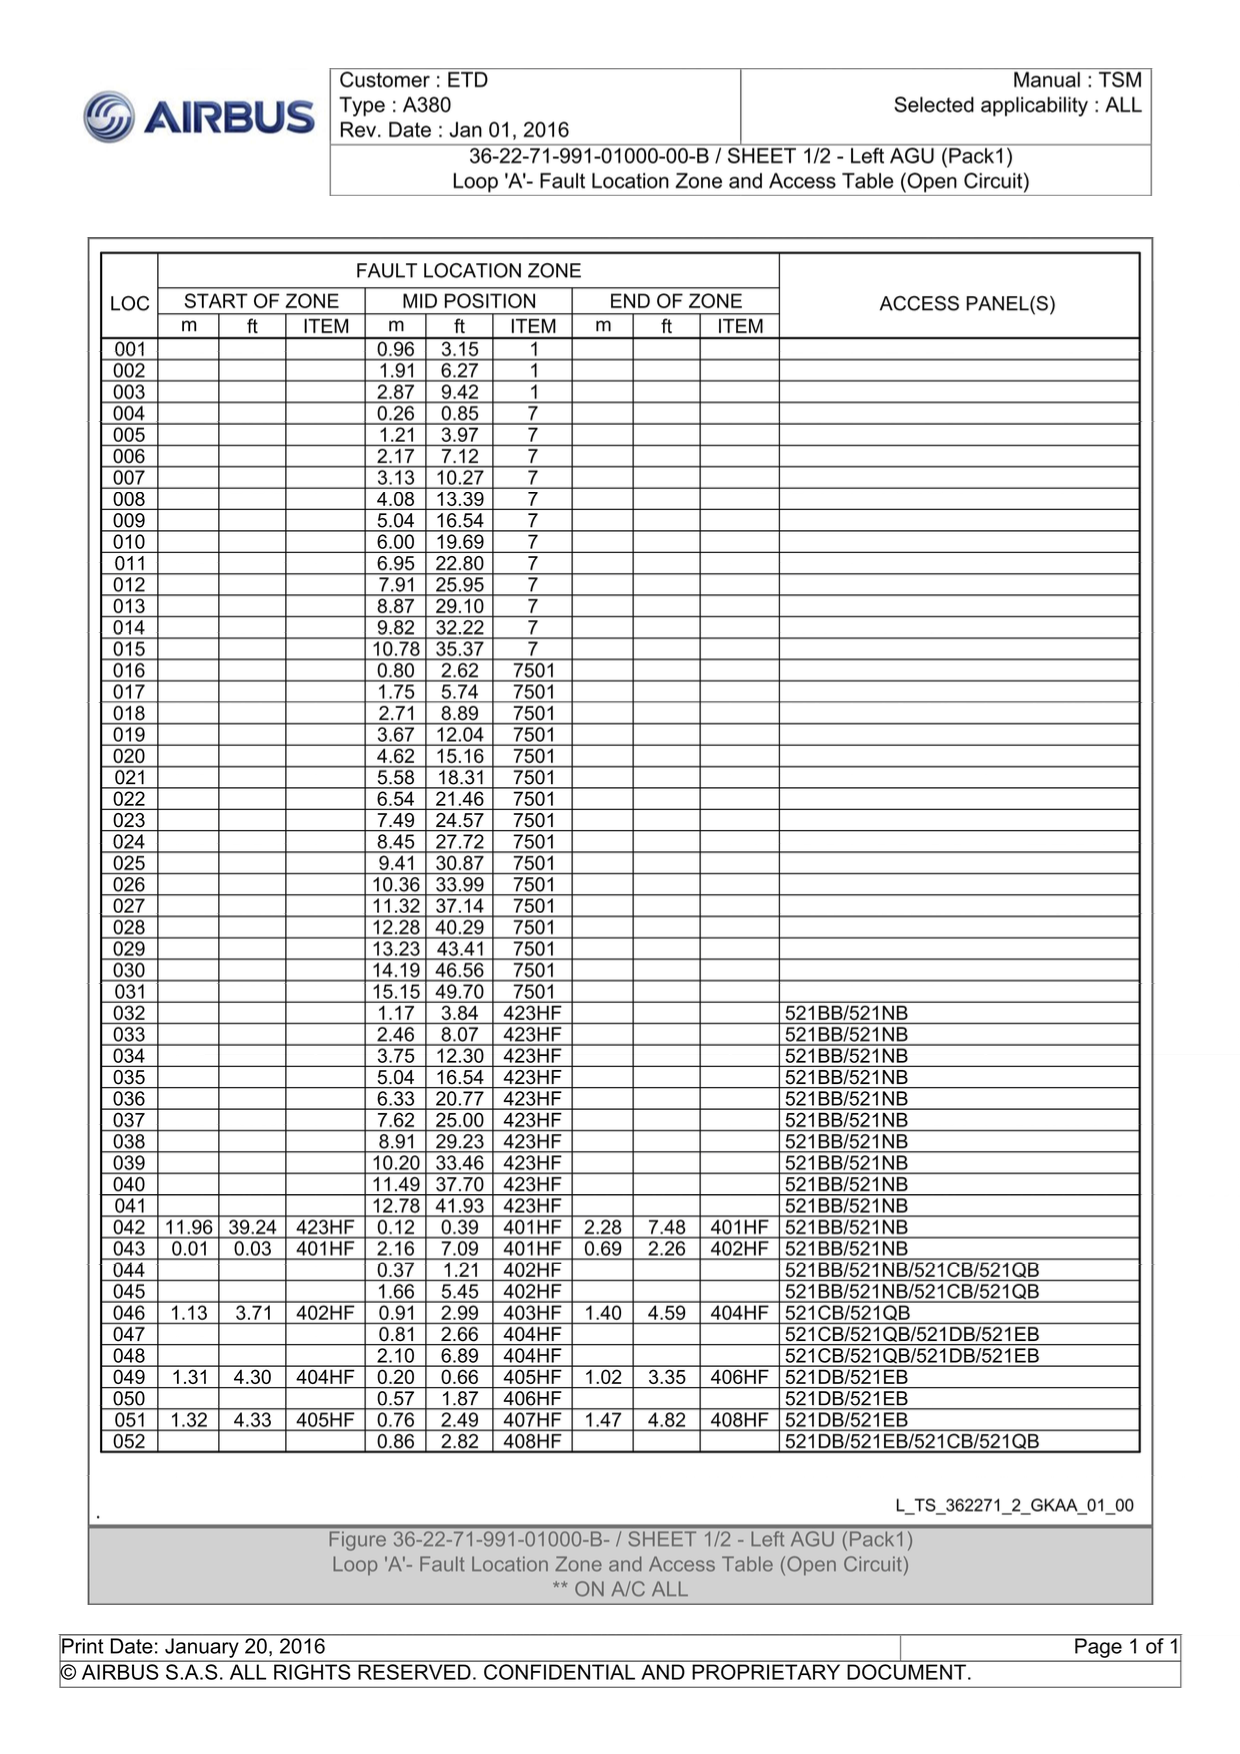 AIRBUS
Customer : ETD
Type : A380
Rev. Date : Jan 01, 2016
Manual : TSM
Selected applicability : ALL
36-22-71-991-01000-00-B / SHEET 1/2 - Left AGU (Pack1)
Loop 'A'- Fault Location Zone and Access Table (Open Circuit)
FAULT LOCATION ZONE
LOC START OF ZONE MID POSITION END OF ZONE ACCESS PANEL(S)
m ft ITEM m ft ITEM m ft ITEM
001 0.96 3.15 1
002 1.91 6.27 1
003 2.87 9.42 1
004 0.26 0.85 7
005 1.21 3.97 7
006 2.17 7.12 7
007 3.13 10.27 7
008 4.08 13.39 7
009 5.04 16.54 7
010 6.00 19.69 7
011 6.95 22.80 7
012 7.91 25.95 7
013 8.87 29.10 7
014 9.82 32.22 7
015 10.78 35.37 7
016 0.80 2.62 7501
017 1.75 5.74 7501
018 2.71 8.89 7501
019 3.67 12.04 7501
020 4.62 15.16 7501
021 5.58 18.31 7501
022 6.54 21.46 7501
023 7.49 24.57 7501
024 8.45 27.72 7501
025 9.41 30.87 7501
026 10.36 33.99 7501
027 11.32 37.14 7501
028 12.28 40.29 7501
029 13.23 43.41 7501
030 14.19 46.56 7501
031 15.15 49.70 7501
032 1.17 3.84 423HF 521BB/521NB
033 2.46 8.07 423HF 521BB/521NB
034 3.75 12.30 423HF 521BB/521NB
035 5.04 16.54 423HF 521BB/521NB
036 6.33 20.77 423HF 521BB/521NB
037 7.62 25.00 423HF 521BB/521NB
038 8.91 29.23 423HF 521BB/521NB
039 10.20 33.46 423HF 521BB/521NB
040 11.49 37.70 423HF 521BB/521NB
041 12.78 41.93 423HF 521BB/521NB
042 11.96 39.24 423HF 0.12 0.39 401HF 2.28 7.48 401HF 521BB/521NB
043 0.01 0.03 401HF 2.16 7.09 401HF 0.69 2.26 402HF 521BB/521NB
044 0.37 1.21 402HF 521BB/521NB/521CB/521QB
045 1.66 5.45 402HF 521BB/521NB/521CB/521QB
046 1.13 3.71 402HF 0.91 2.99 403HF 1.40 4.59 404HF 521CB/521QB
047 0.81 2.66 404HF 521CB/521QB/521DB/521EB
048 2.10 6.89 404HF 521CB/521QB/521DB/521EB
049 1.31 4.30 404HF 0.20 0.66 405HF 1.02 3.35 406HF 521DB/521EB
050 0.57 1.87 406HF 521DB/521EB
051 1.32 4.33 405HF 0.76 2.49 407HF 1.47 4.82 408HF 521DB/521EB
052 0.86 2.82 408HF 521DB/521EB/521CB/521QB
L_TS_362271_2_GKAA_01_00
.
Figure 36-22-71-991-01000-B- / SHEET 1/2 - Left AGU (Pack1)
Loop 'A'- Fault Location Zone and Access Table (Open Circuit)
** ON A/C ALL
Print Date: January 20, 2016 Page 1 of 1
© AIRBUS S.A.S. ALL RIGHTS RESERVED. CONFIDENTIAL AND PROPRIETARY DOCUMENT.